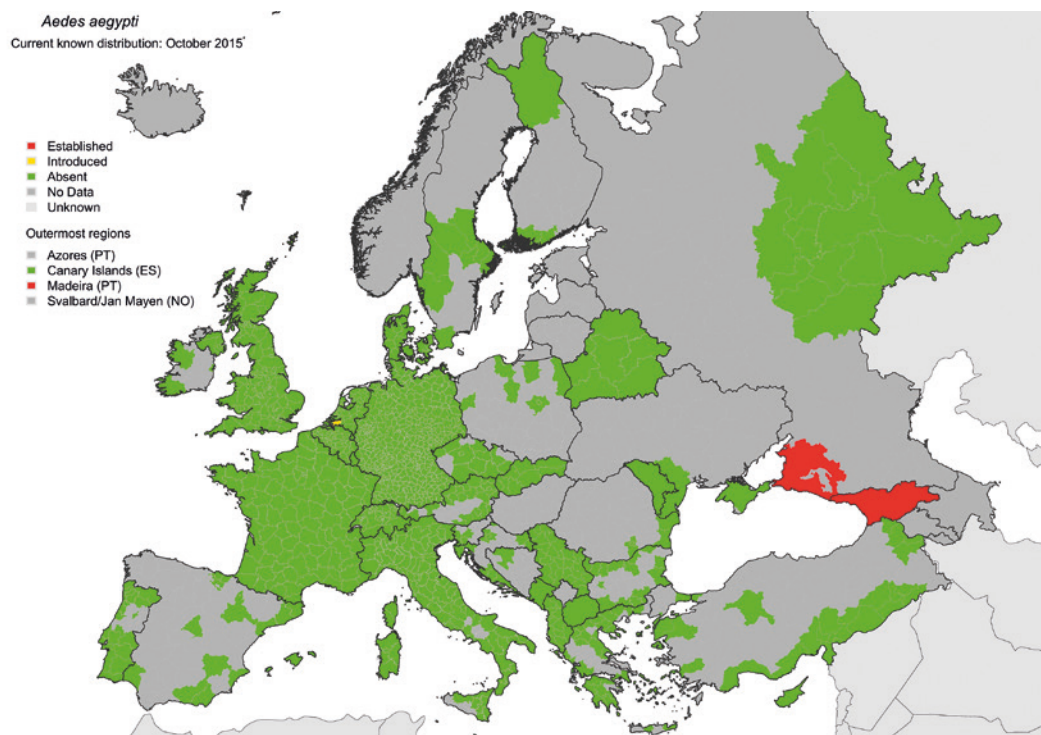 Aedes aegypti
Current known distribution: October 2015*
Established
Introduced
Absent
No Data
Unknown
Outermost regions
Azores (PT)
Canary Islands (ES)
Madeira (PT)
Svalbard/Jan Mayen (NO)